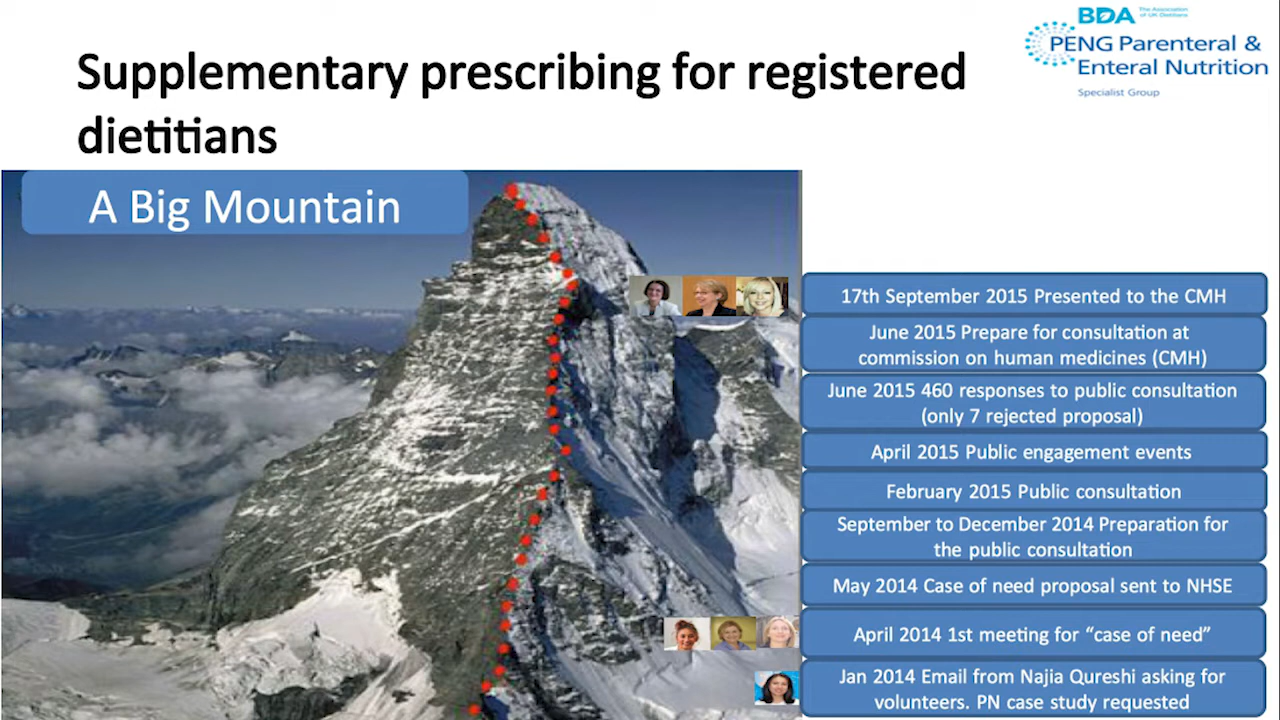 BDA The Association
of UK Dietitians
PENG Parenteral &
Enteral Nutrition
Specialist Group
Supplementary prescribing for registered
dietitians
A Big Mountain
17th September 2015 Presented to the CMH
June 2015 Prepare for consultation at
commission on human medicines (CMH)
June 2015 460 responses to public consultation
(only 7 rejected proposal)
April 2015 Public engagement events
February 2015 Public consultation
September to December 2014 Preparation for
the public consultation
May 2014 Case of need proposal sent to NHSE
April 2014 1st meeting for “case of need”
Jan 2014 Email from Najia Qureshi asking for
volunteers. PN case study requested